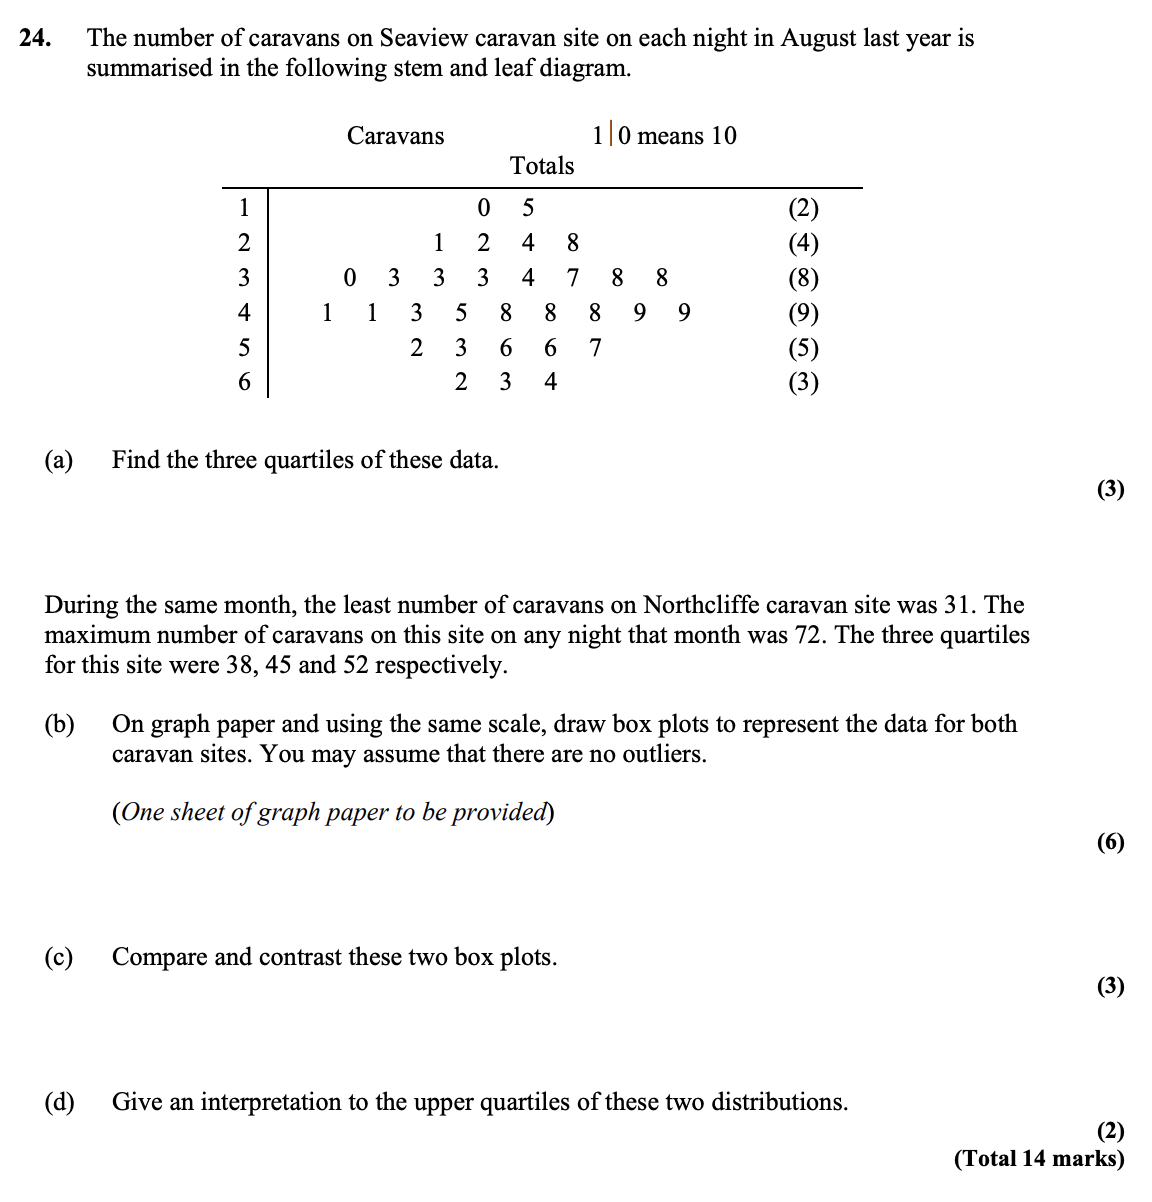 24. The number of caravans on Seaview caravan site on each night in August last year is
summarised in the following stem and leaf diagram.
Caravans 1|0 means 10
Totals
1 0 5 (2)
2 1 2 4 8 (4)
3 0 3 3 3 4 7 8 8 (8)
4 1 1 3 5 8 8 8 9 9 (9)
5 2 3 6 6 7 (5)
6 2 3 4 (3)
(a) Find the three quartiles of these data.
(3)
During the same month, the least number of caravans on Northcliffe caravan site was 31. The
maximum number of caravans on this site on any night that month was 72. The three quartiles
for this site were 38, 45 and 52 respectively.
(b) On graph paper and using the same scale, draw box plots to represent the data for both
caravan sites. You may assume that there are no outliers.
(One sheet of graph paper to be provided)
(6)
(c) Compare and contrast these two box plots.
(3)
(d) Give an interpretation to the upper quartiles of these two distributions.
(2)
(Total 14 marks)